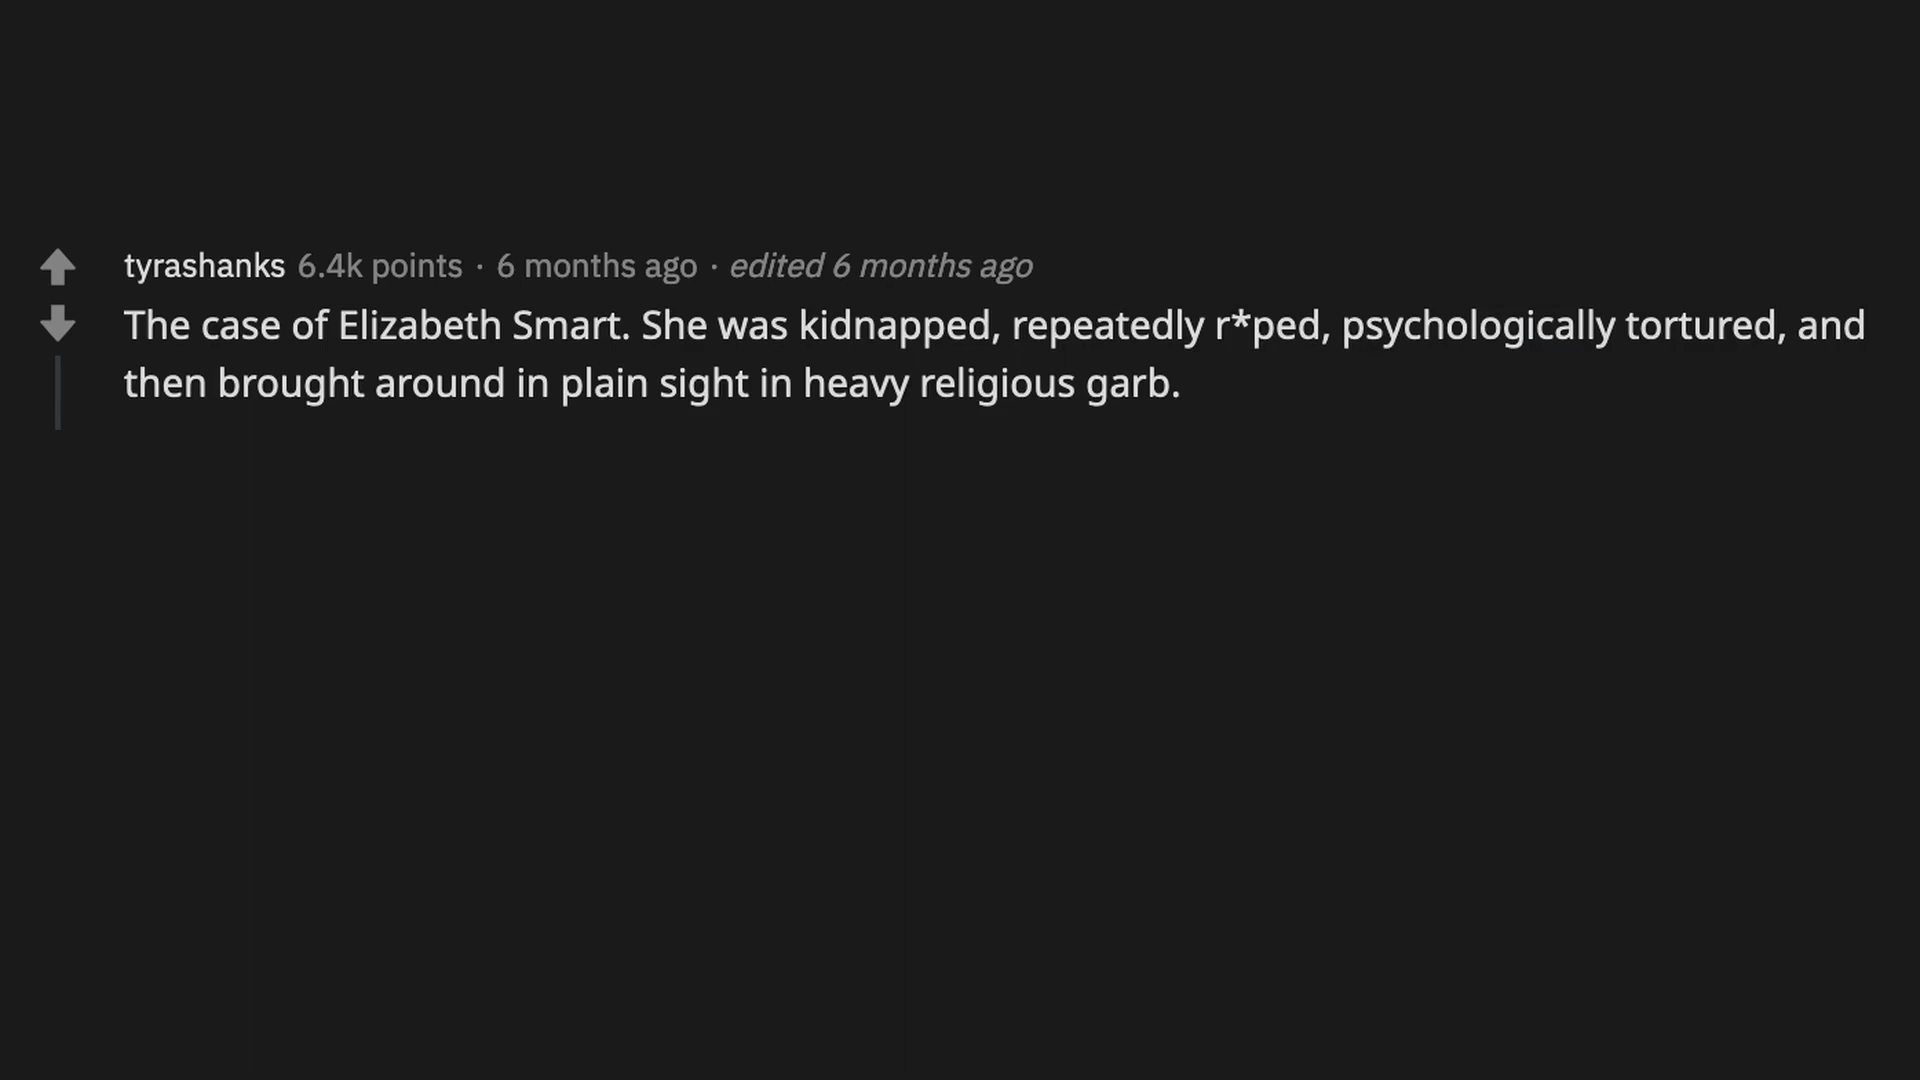 tyrashanks 6.4k points · 6 months ago · edited 6 months ago
The case of Elizabeth Smart. She was kidnapped, repeatedly r*ped, psychologically tortured, and
then brought around in plain sight in heavy religious garb.